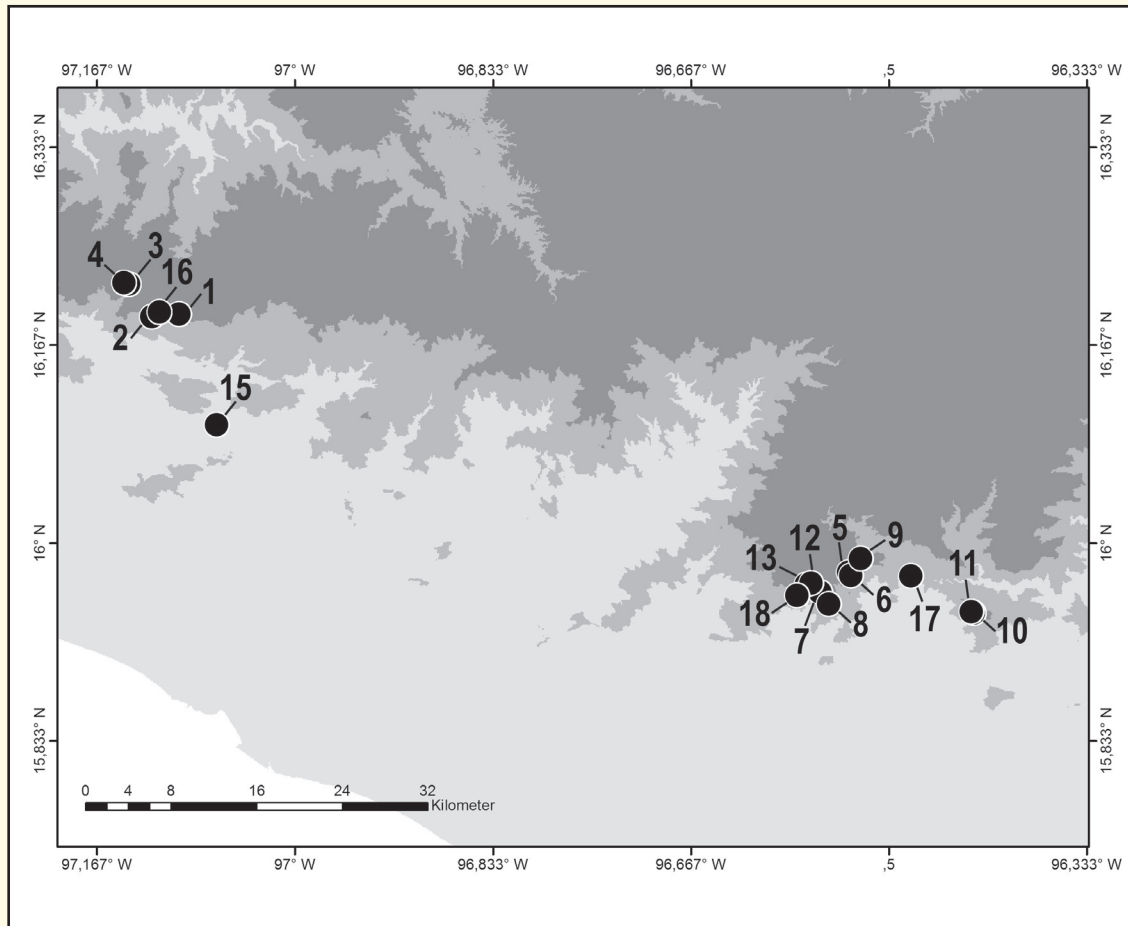 97,167° W 97° W 96,833° W 96,667° W ,5 96,333° W
16,333° N 16,333° N
4 3 16 1 2
16,167° N 16,167° N
15
16° N 16° N
13 12 5 9 11
18 7 8 6 17 10
15,833° N 15,833° N
0 4 8 16 24 32
Kilometer
97,167° W 97° W 96,833° W 96,667° W ,5 96,333° W